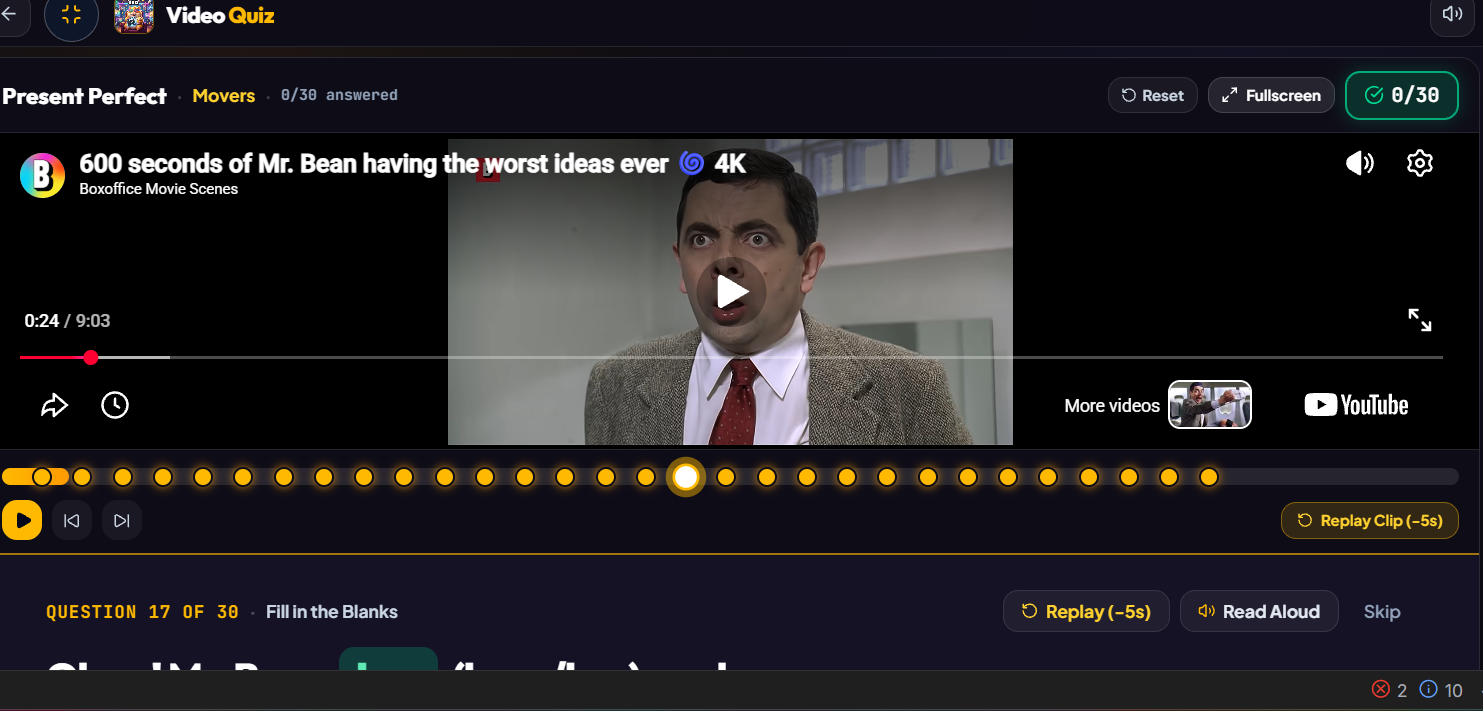 Video Quiz
Present Perfect · Movers · 0/30 answered
Reset
Fullscreen
0/30
B
600 seconds of Mr. Bean having the worst ideas ever 🌀 4K
Boxoffice Movie Scenes
0:24 / 9:03
More videos
YouTube
Replay Clip (-5s)
QUESTION 17 OF 30 · Fill in the Blanks
Replay (-5s)
Read Aloud
Skip
2
10